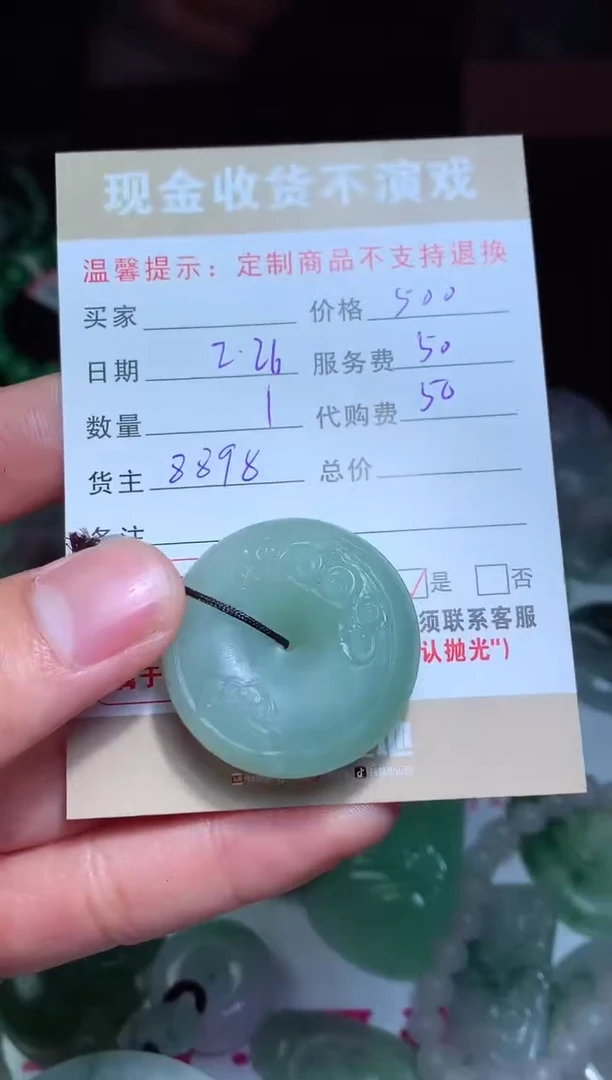 现金收货不演戏
温馨提示：定制商品不支持退换
买家 价格 500
日期 2.26 服务费 50
数量 1 代购费 50
货主 8898 总价
备注
是 否
须联系客服
认抛光")